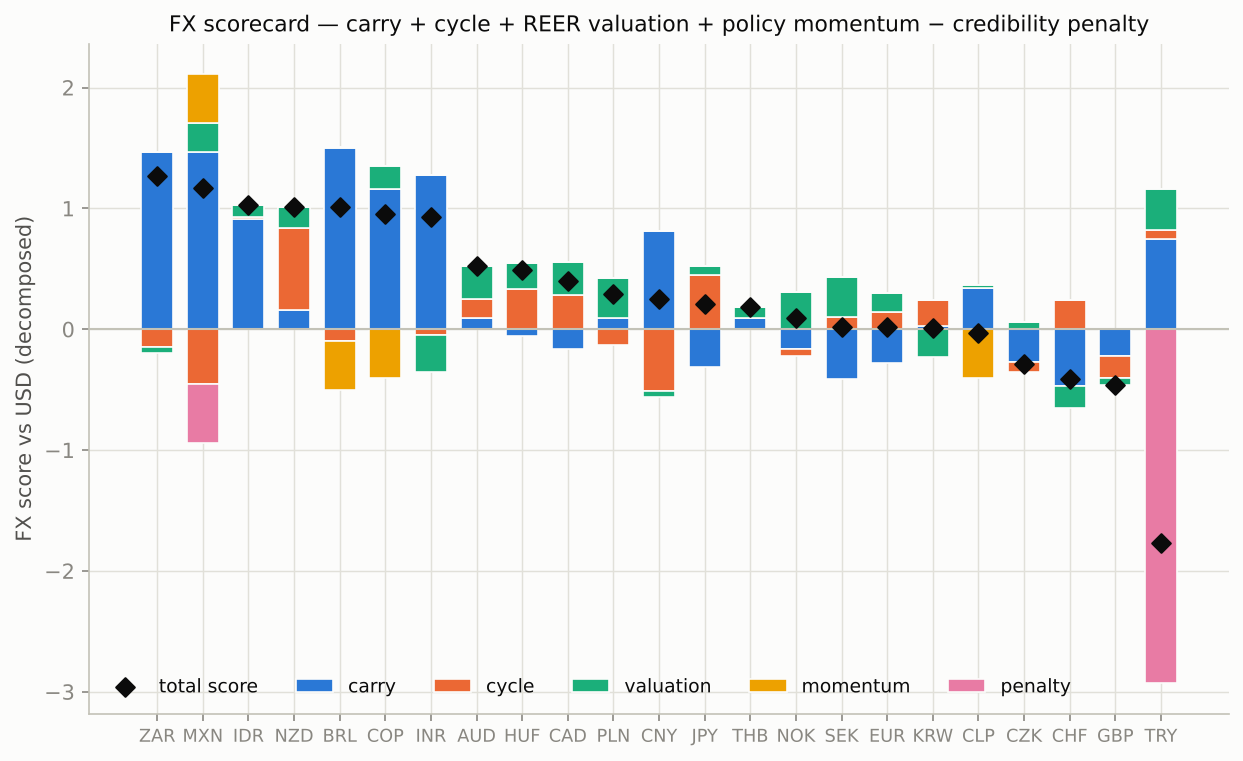 FX scorecard — carry + cycle + REER valuation + policy momentum − credibility penalty
FX score vs USD (decomposed)
2
1
0
−1
−2
−3
total score carry cycle valuation momentum penalty
ZAR MXN IDR NZD BRL COP INR AUD HUF CAD PLN CNY JPY THB NOK SEK EUR KRW CLP CZK CHF GBP TRY